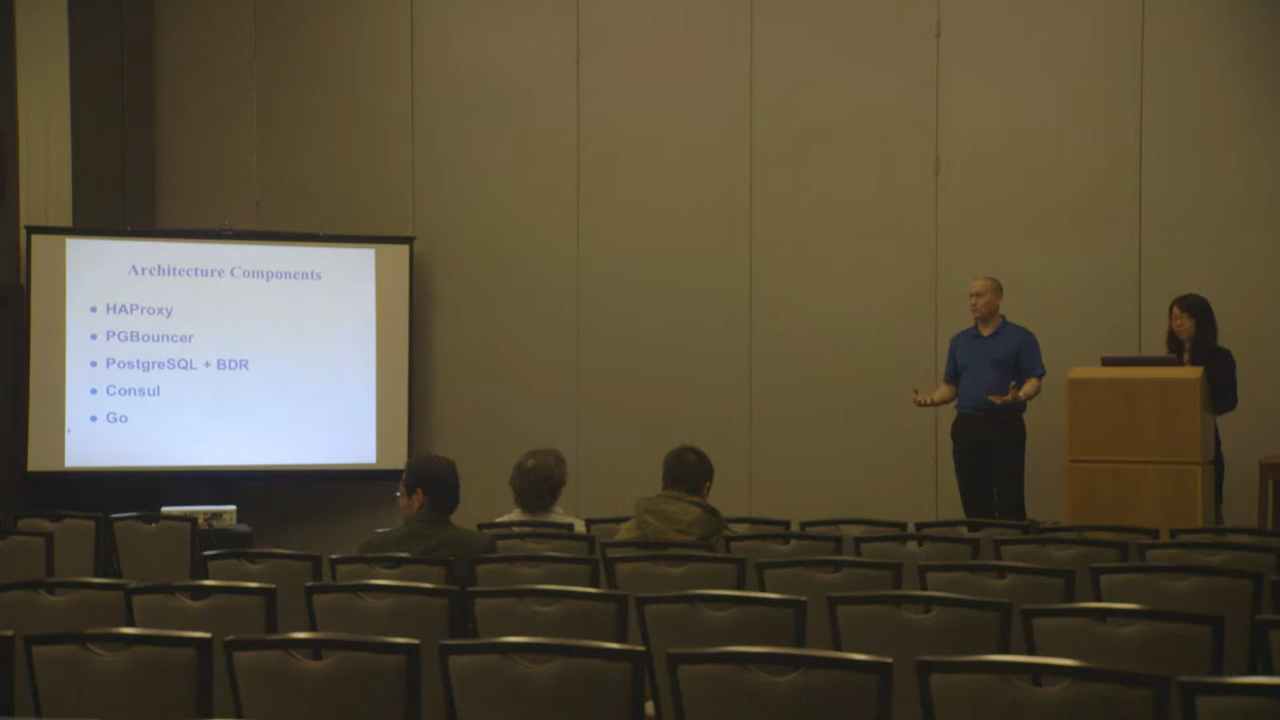 Architecture Components
• HAProxy
• PGBouncer
• PostgreSQL + BDR
• Consul
• Go